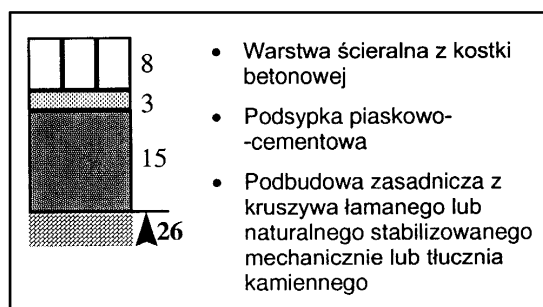 8
3
15
26
• Warstwa ścieralna z kostki
betonowej
• Podsypka piaskowo-
-cementowa
• Podbudowa zasadnicza z
kruszywa łamanego lub
naturalnego stabilizowanego
mechanicznie lub tłucznia
kamiennego